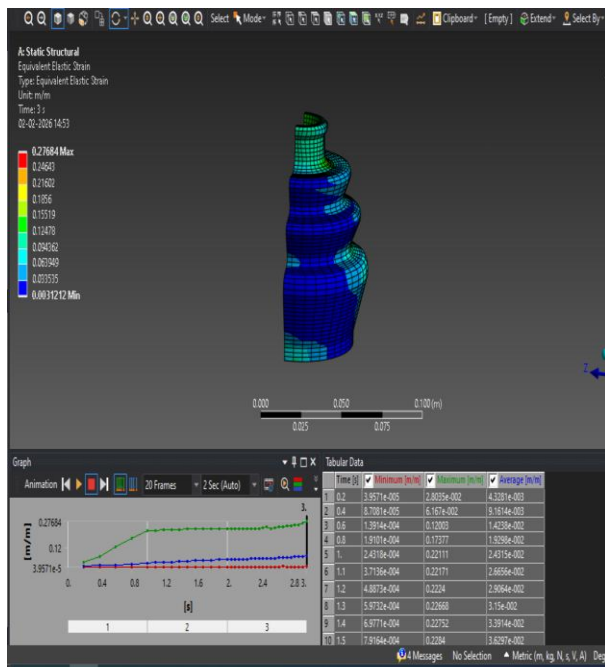 Select Mode Clipboard [ Empty ] Extend Select By
A: Static Structural
Equivalent Elastic Strain
Type: Equivalent Elastic Strain
Unit: m/m
Time: 3 s
02-02-2026 14:53
0.27684 Max
0.24643
0.21602
0.1856
0.15519
0.12478
0.094362
0.063949
0.033535
0.0031212 Min
Z
0.000 0.050 0.100 (m)
0.025 0.075
Graph
Animation 20 Frames 2 Sec (Auto)
3.
0.27684
0.12
3.9571e-5
[m/m]
0. 0.4 0.8 1.2 1.6 2. 2.4 2.8 3.
[s]
1 2 3
Tabular Data
Time [s] Minimum [m/m] Maximum [m/m] Average [m/m]
1 0.2 3.9571e-005 2.8035e-002 4.3281e-003
2 0.4 8.7081e-005 6.167e-002 9.1614e-003
3 0.6 1.3914e-004 0.12003 1.4238e-002
4 0.8 1.9101e-004 0.17377 1.9298e-002
5 1. 2.4318e-004 0.22111 2.4315e-002
6 1.1 3.7136e-004 0.22171 2.6656e-002
7 1.2 4.8873e-004 0.2224 2.9064e-002
8 1.3 5.9732e-004 0.22668 3.15e-002
9 1.4 6.9771e-004 0.22752 3.3914e-002
10 1.5 7.9164e-004 0.2284 3.6297e-002
4 Messages No Selection Metric (m, kg, N, s, V, A) Deg